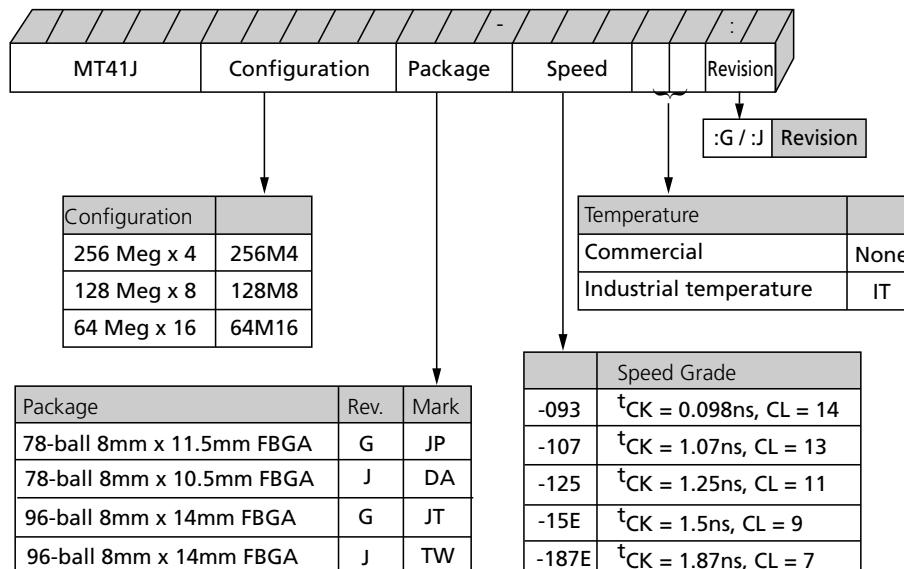 - :
MT41J Configuration Package Speed Revision
:G / :J Revision
Configuration
256 Meg x 4 256M4
128 Meg x 8 128M8
64 Meg x 16 64M16
Temperature
Commercial None
Industrial temperature IT
Package Rev. Mark
78-ball 8mm x 11.5mm FBGA G JP
78-ball 8mm x 10.5mm FBGA J DA
96-ball 8mm x 14mm FBGA G JT
96-ball 8mm x 14mm FBGA J TW
Speed Grade
-093 tCK = 0.098ns, CL = 14
-107 tCK = 1.07ns, CL = 13
-125 tCK = 1.25ns, CL = 11
-15E tCK = 1.5ns, CL = 9
-187E tCK = 1.87ns, CL = 7